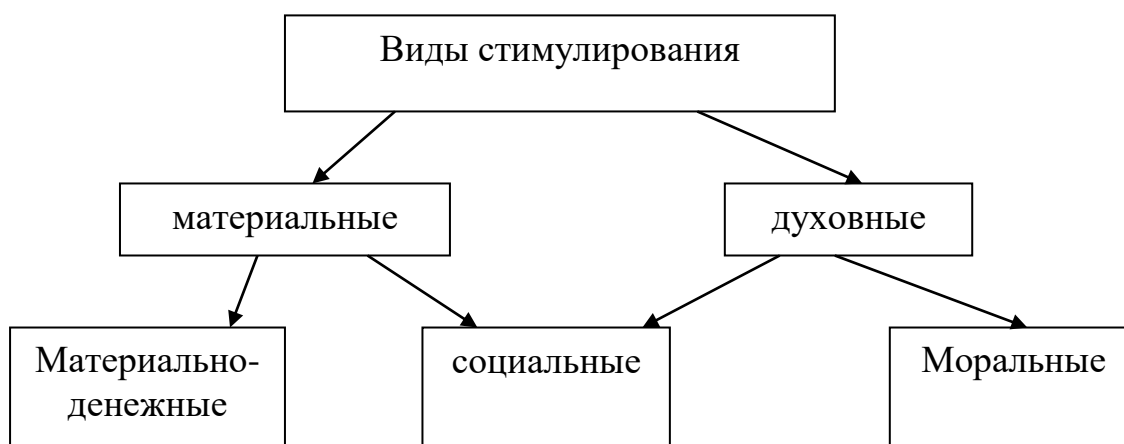 Виды стимулирования
материальные
духовные
Материально-
денежные
социальные
Моральные